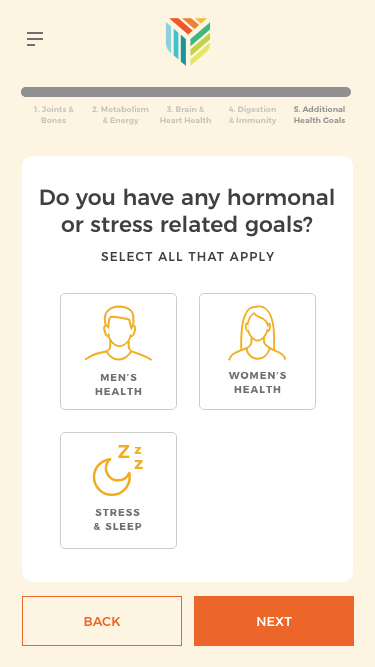 1. Joints &
Bones
2. Metabolism
& Energy
3. Brain &
Heart Health
4. Digestion
& Immunity
5. Additional
Health Goals
Do you have any hormonal
or stress related goals?
SELECT ALL THAT APPLY
MEN'S
HEALTH
WOMEN'S
HEALTH
Z Z
Z
STRESS
& SLEEP
BACK
NEXT